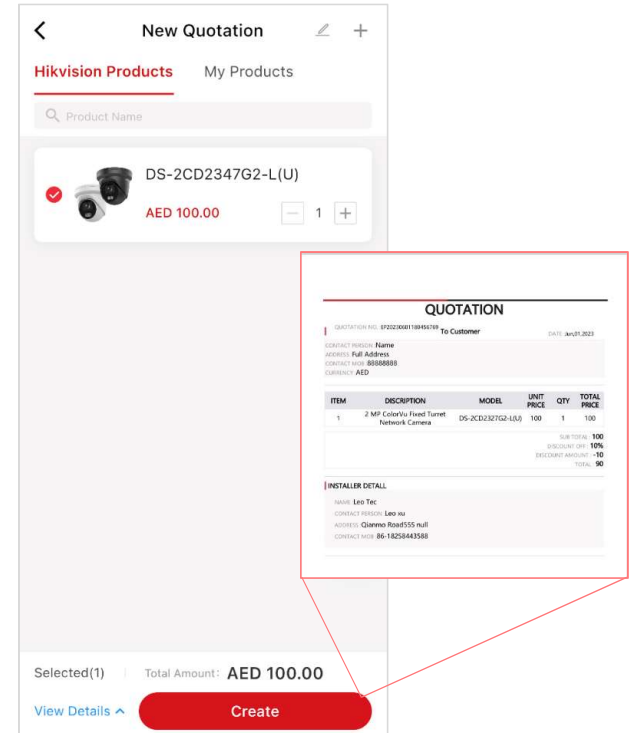 New Quotation
Hikvision Products My Products
Product Name
DS-2CD2347G2-L(U)
AED 100.00 1
QUOTATION
QUOTATION NO. EP20230601180456789 To Customer DATE Jun,01,2023
CONTACT PERSON Name
ADDRESS Full Address
CONTACT MOB 88888888
CURRENCY AED
ITEM DISCRIPTION MODEL UNIT PRICE QTY TOTAL PRICE
1 2 MP ColorVu Fixed Turret Network Camera DS-2CD2327G2-L(U) 100 1 100
SUB TOTAL 100
DISCOUNT OFF 10%
DISCOUNT AMOUNT -10
TOTAL 90
INSTALLER DETALL
NAME Leo Tec
CONTACT PERSON Leo xu
ADDRESS Qianmo Road555 null
CONTACT MOB 86-18258443588
Selected(1) Total Amount: AED 100.00
View Details Create